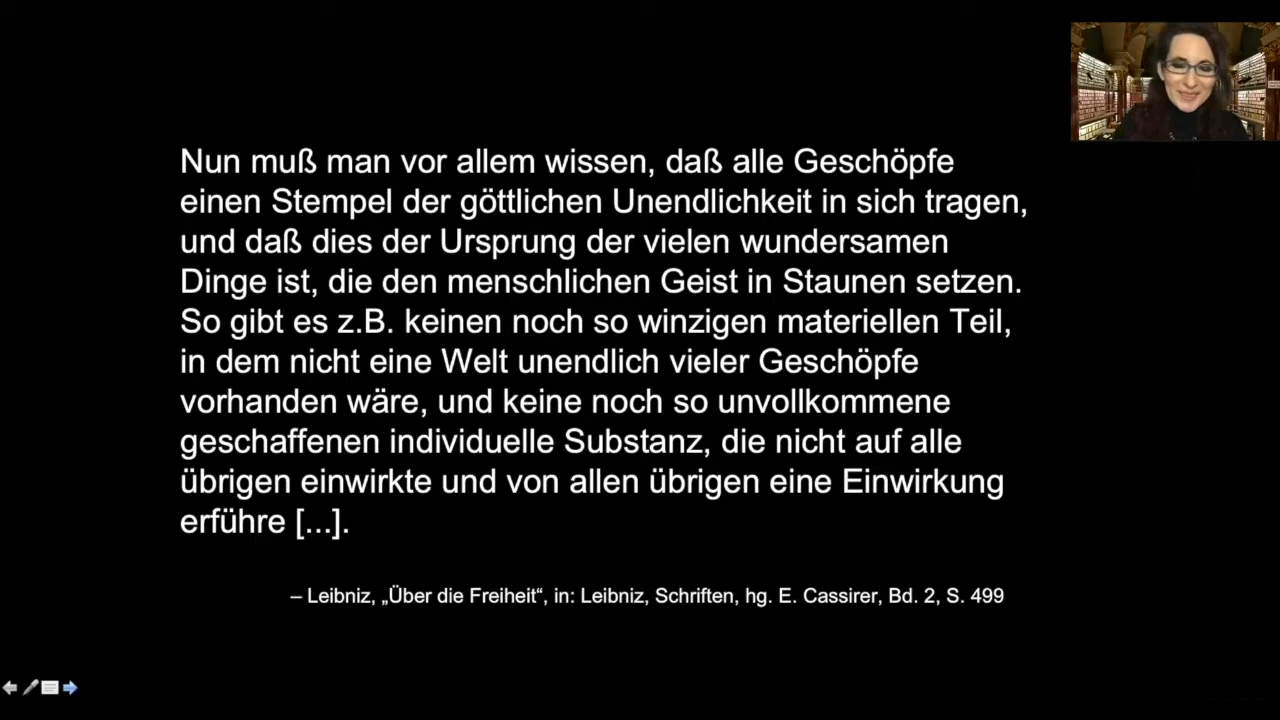 Nun muß man vor allem wissen, daß alle Geschöpfe
einen Stempel der göttlichen Unendlichkeit in sich tragen,
und daß dies der Ursprung der vielen wundersamen
Dinge ist, die den menschlichen Geist in Staunen setzen.
So gibt es z.B. keinen noch so winzigen materiellen Teil,
in dem nicht eine Welt unendlich vieler Geschöpfe
vorhanden wäre, und keine noch so unvollkommene
geschaffenen individuelle Substanz, die nicht auf alle
übrigen einwirkte und von allen übrigen eine Einwirkung
erführe [...].
– Leibniz, „Über die Freiheit“, in: Leibniz, Schriften, hg. E. Cassirer, Bd. 2, S. 499